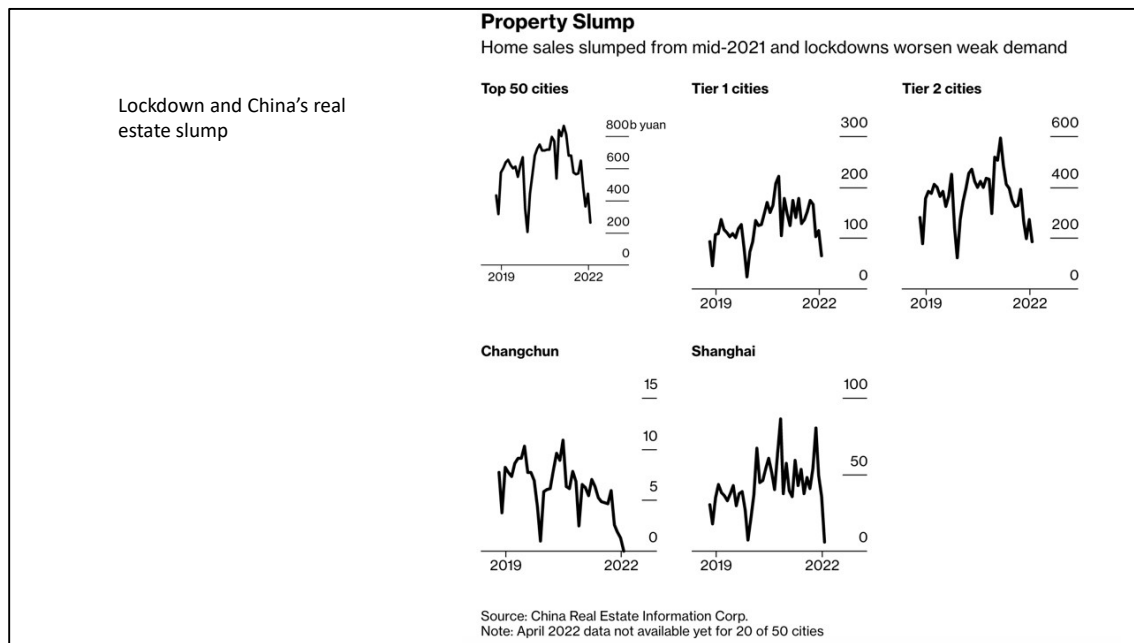 Lockdown and China's real
estate slump
Property Slump
Home sales slumped from mid-2021 and lockdowns worsen weak demand
Top 50 cities
800b yuan
600
400
200
0
2019
2022
Tier 1 cities
300
200
100
0
2019
2022
Tier 2 cities
600
400
200
0
2019
2022
Changchun
15
10
5
0
2019
2022
Shanghai
100
50
0
2019
2022
Source: China Real Estate Information Corp.
Note: April 2022 data not available yet for 20 of 50 cities